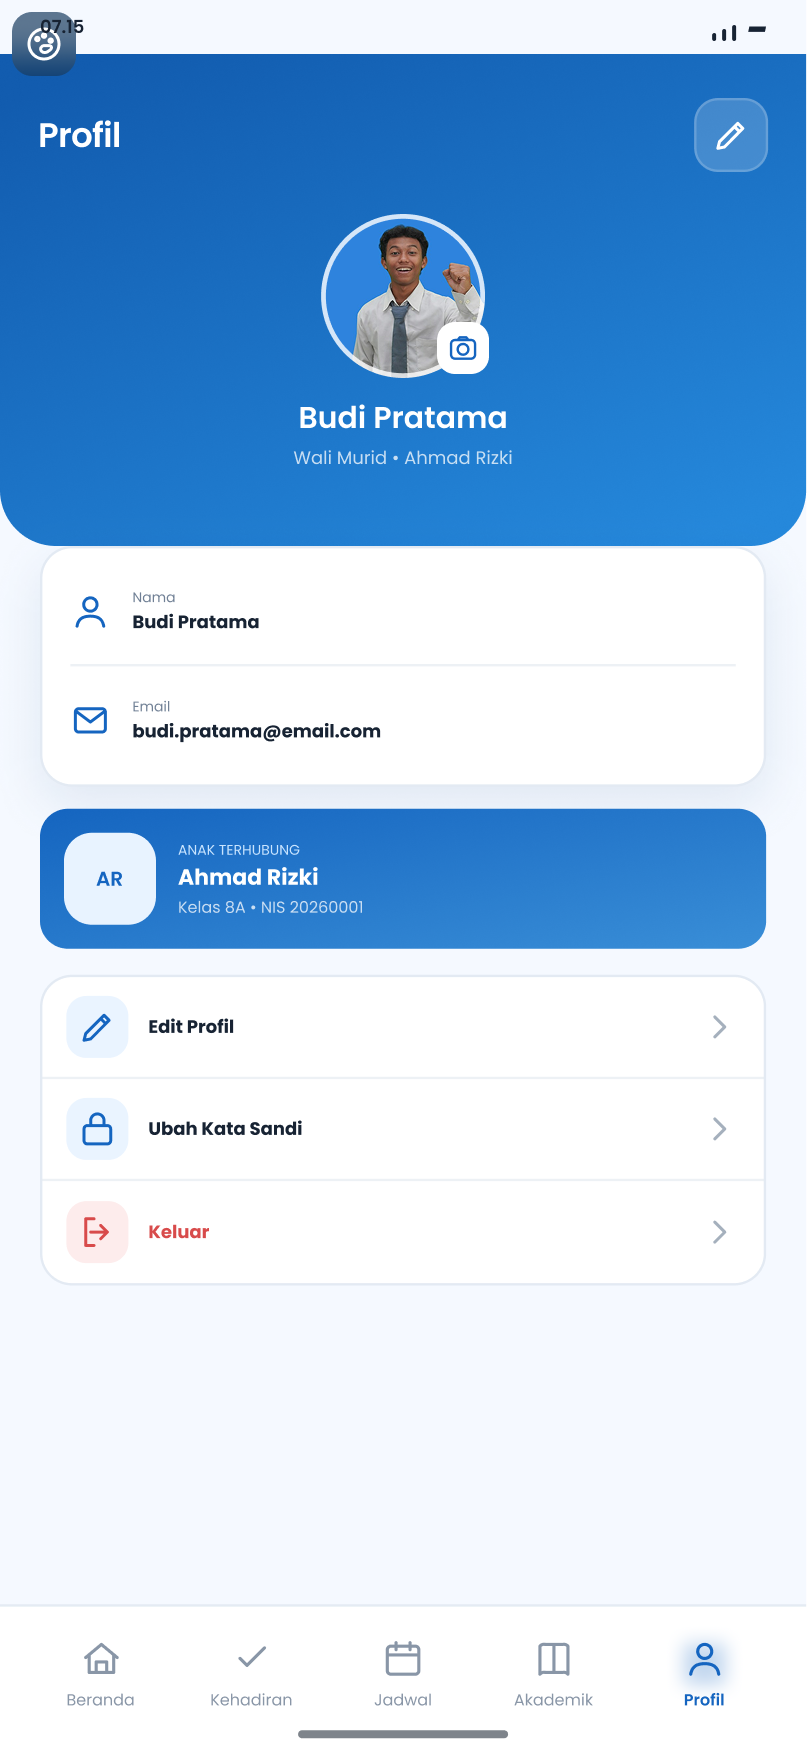 07.15
Profil
Budi Pratama
Wali Murid • Ahmad Rizki
Nama
Budi Pratama
Email
budi.pratama@email.com
AR
ANAK TERHUBUNG
Ahmad Rizki
Kelas 8A • NIS 20260001
Edit Profil
Ubah Kata Sandi
Keluar
Beranda
Kehadiran
Jadwal
Akademik
Profil